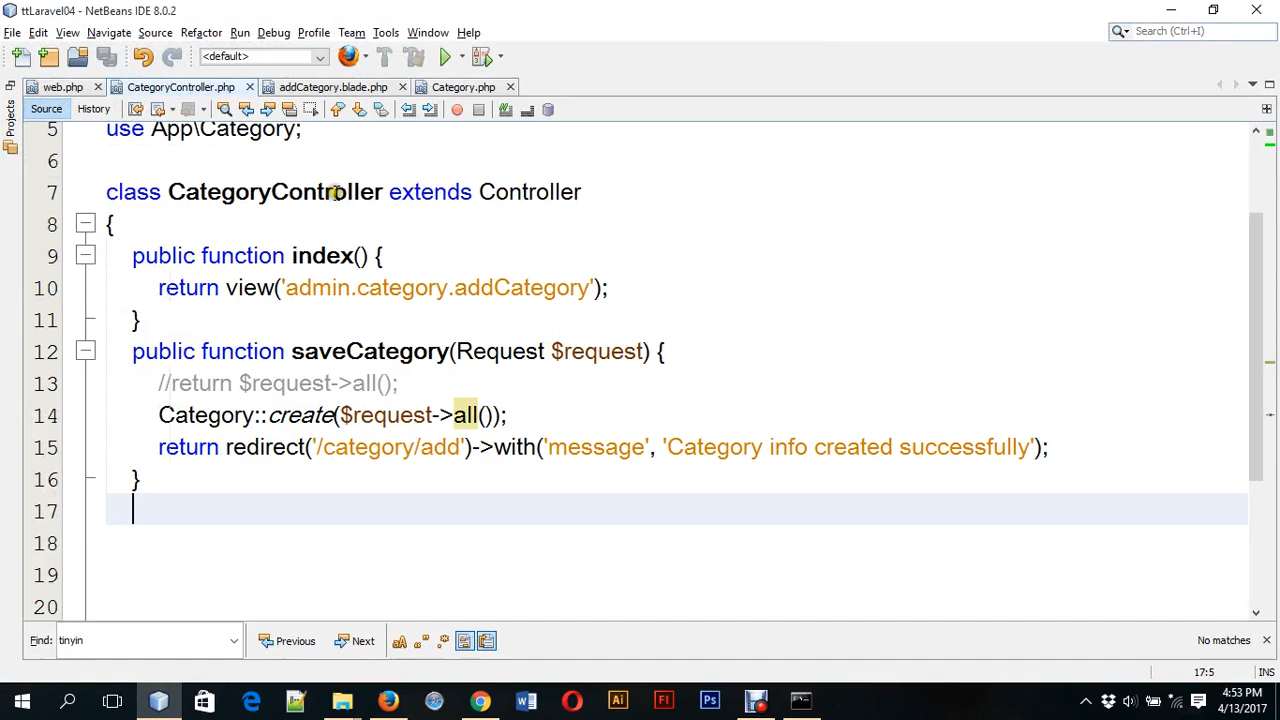 ttLaravel04 - NetBeans IDE 8.0.2
File Edit View Navigate Source Refactor Run Debug Profile Team Tools Window Help
Search (Ctrl+I)
<default>
web.php CategoryController.php addCategory.blade.php Category.php
Source History
Projects
5 use App\Category;
6
7 class CategoryController extends Controller
8 {
9 public function index() {
10 return view('admin.category.addCategory');
11 }
12 public function saveCategory(Request $request) {
13 //return $request->all();
14 Category::create($request->all());
15 return redirect('/category/add')->with('message', 'Category info created successfully');
16 }
17
18
19
20
Find: tinyin Previous Next No matches
17:5 INS
4:53 PM
4/13/2017